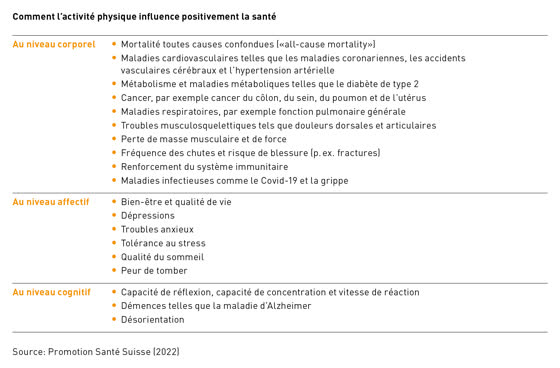 Comment l'activité physique influence positivement la santé
Au niveau corporel
• Mortalité toutes causes confondues («all-cause mortality»)
• Maladies cardiovasculaires telles que les maladies coronariennes, les accidents
vasculaires cérébraux et l'hypertension artérielle
• Métabolisme et maladies métaboliques telles que le diabète de type 2
• Cancer, par exemple cancer du côlon, du sein, du poumon et de l'utérus
• Maladies respiratoires, par exemple fonction pulmonaire générale
• Troubles musculosquelettiques tels que douleurs dorsales et articulaires
• Perte de masse musculaire et de force
• Fréquence des chutes et risque de blessure (p. ex. fractures)
• Renforcement du système immunitaire
• Maladies infectieuses comme le Covid-19 et la grippe
Au niveau affectif
• Bien-être et qualité de vie
• Dépressions
• Troubles anxieux
• Tolérance au stress
• Qualité du sommeil
• Peur de tomber
Au niveau cognitif
• Capacité de réflexion, capacité de concentration et vitesse de réaction
• Démences telles que la maladie d'Alzheimer
• Désorientation
Source: Promotion Santé Suisse (2022)